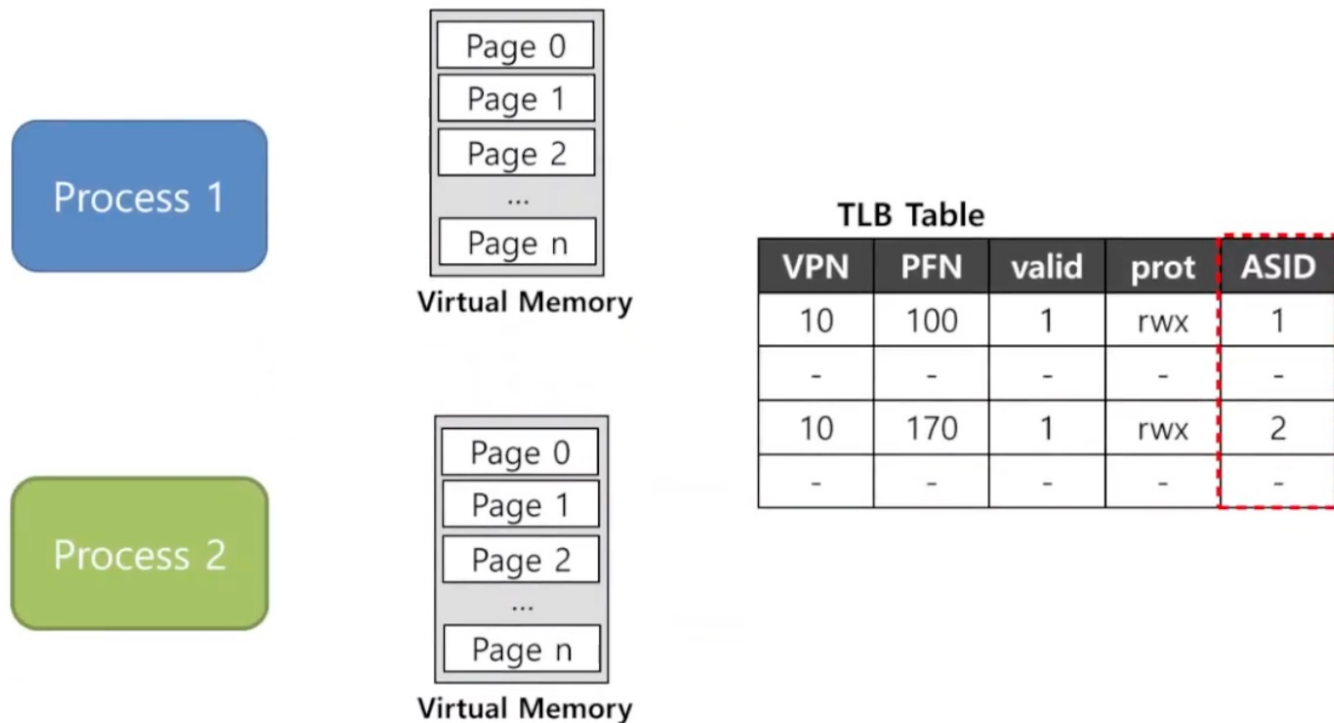 Process 1
Page 0
Page 1
Page 2
...
Page n
Virtual Memory
Process 2
Page 0
Page 1
Page 2
...
Page n
Virtual Memory
TLB Table
VPN PFN valid prot ASID
10 100 1 rwx 1
- - - - -
10 170 1 rwx 2
- - - - -